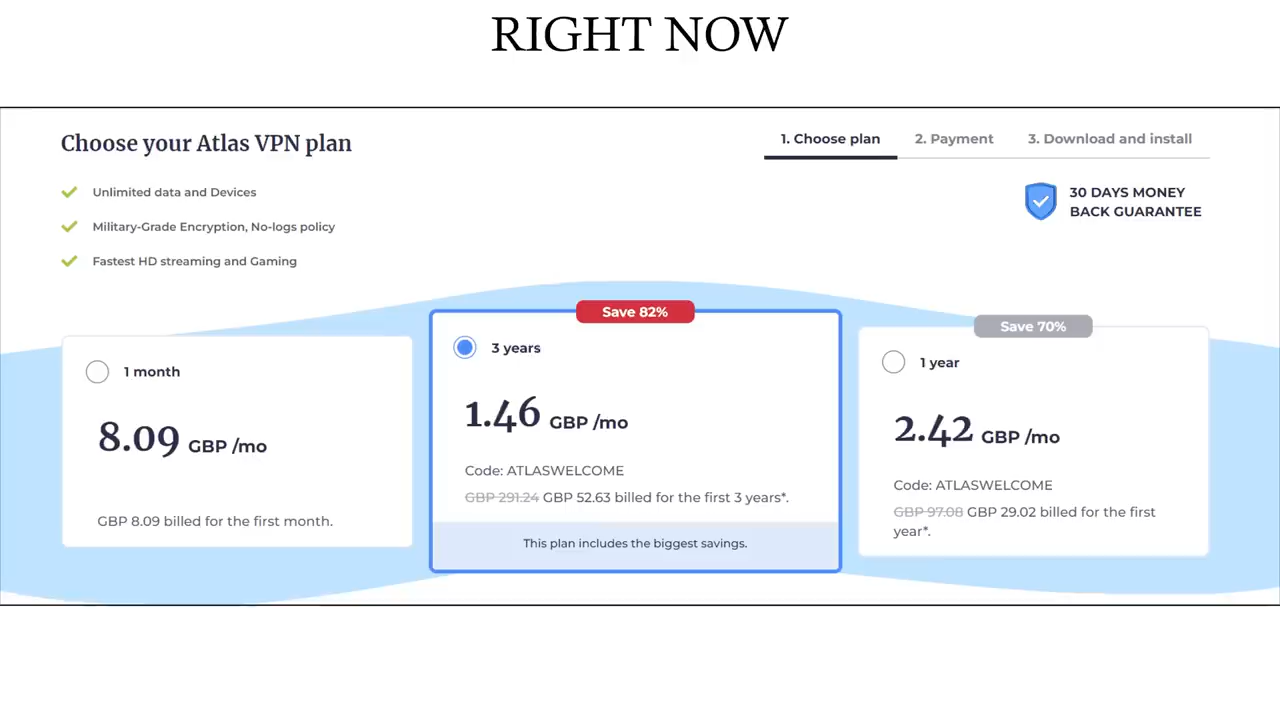 RIGHT NOW
Choose your Atlas VPN plan
1. Choose plan
2. Payment
3. Download and install
Unlimited data and Devices
Military-Grade Encryption, No-logs policy
Fastest HD streaming and Gaming
30 DAYS MONEY
BACK GUARANTEE
1 month
8.09 GBP /mo
GBP 8.09 billed for the first month.
Save 82%
3 years
1.46 GBP /mo
Code: ATLASWELCOME
GBP 291.24 GBP 52.63 billed for the first 3 years*.
This plan includes the biggest savings.
Save 70%
1 year
2.42 GBP /mo
Code: ATLASWELCOME
GBP 97.08 GBP 29.02 billed for the first
year*.